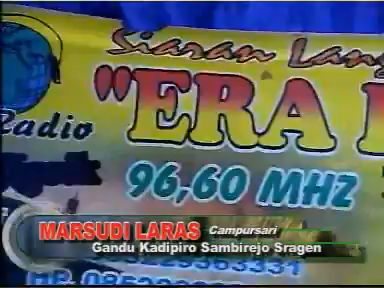 Siaran Lang
"ERA
Radio
96,60 MHZ
MARSUDI LARAS Campursari
Gandu Kadipiro Sambirejo Sragen